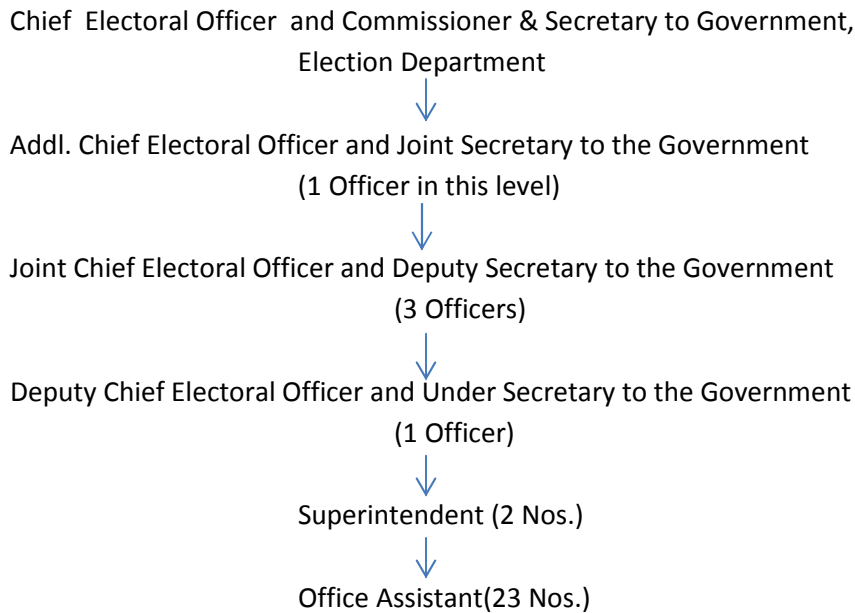 Chief Electoral Officer and Commissioner & Secretary to Government,
Election Department
Addl. Chief Electoral Officer and Joint Secretary to the Government
(1 Officer in this level)
Joint Chief Electoral Officer and Deputy Secretary to the Government
(3 Officers)
Deputy Chief Electoral Officer and Under Secretary to the Government
(1 Officer)
Superintendent (2 Nos.)
Office Assistant(23 Nos.)